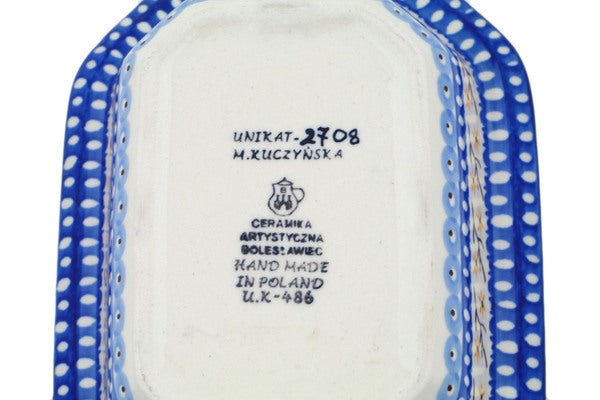 UNIKAT-2708
M.KUCZYŃSKA
B
CERAMIKA
ARTYSTYCZNA
BOLESŁAWIEC
HAND MADE
IN POLAND
U.K-486